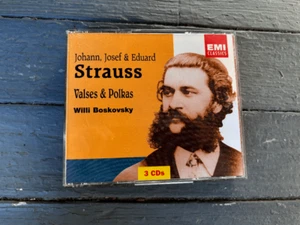 Johann, Josef & Eduard
Strauss
Valses & Polkas
Willi Boskovsky
EMI
CLASSICS
3 CDs